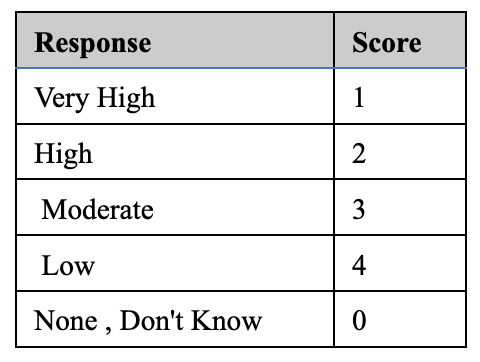 Response Score
Very High 1
High 2
Moderate 3
Low 4
None , Don't Know 0